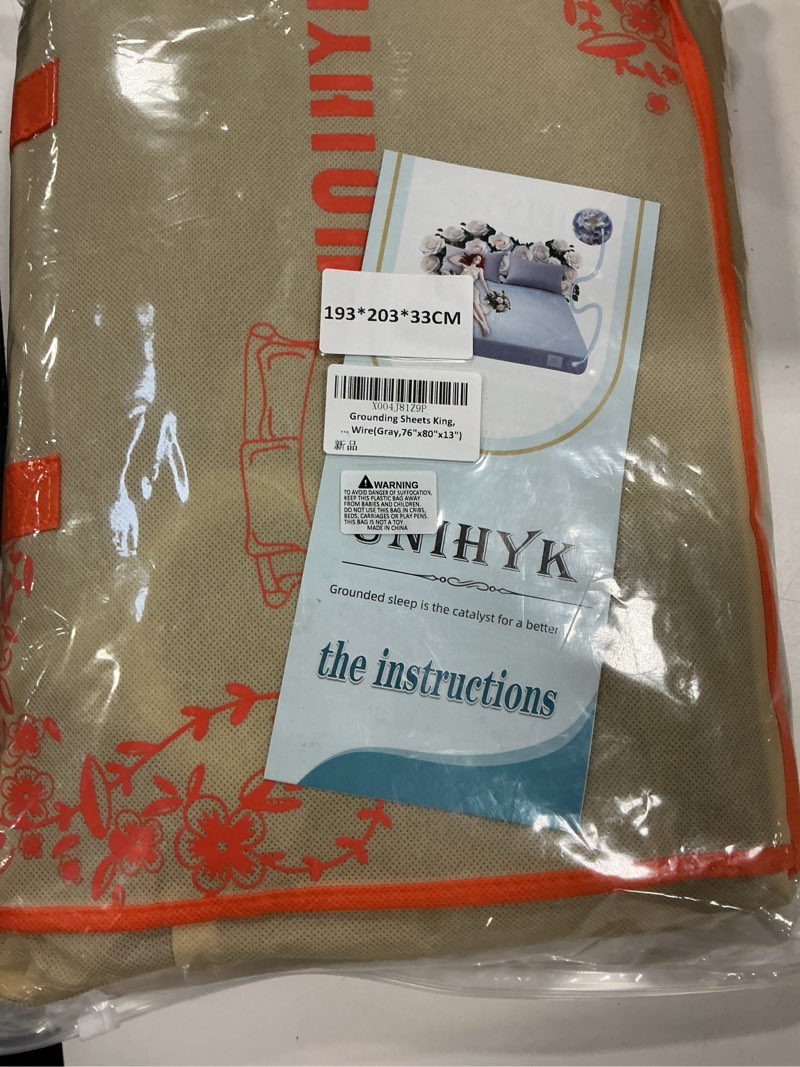 UNIHYK
193*203*33CM
X004J81Z9P
Grounding Sheets King,
... Wire(Gray,76"x80"x13")
新品
WARNING
TO AVOID DANGER OF SUFFOCATION,
KEEP THIS PLASTIC BAG AWAY
FROM BABIES AND CHILDREN.
DO NOT USE THIS BAG IN CRIBS,
BEDS, CARRIAGES OR PLAY PENS.
THIS BAG IS NOT A TOY.
MADE IN CHINA
UNIHYK
Grounded sleep is the catalyst for a better
the instructions